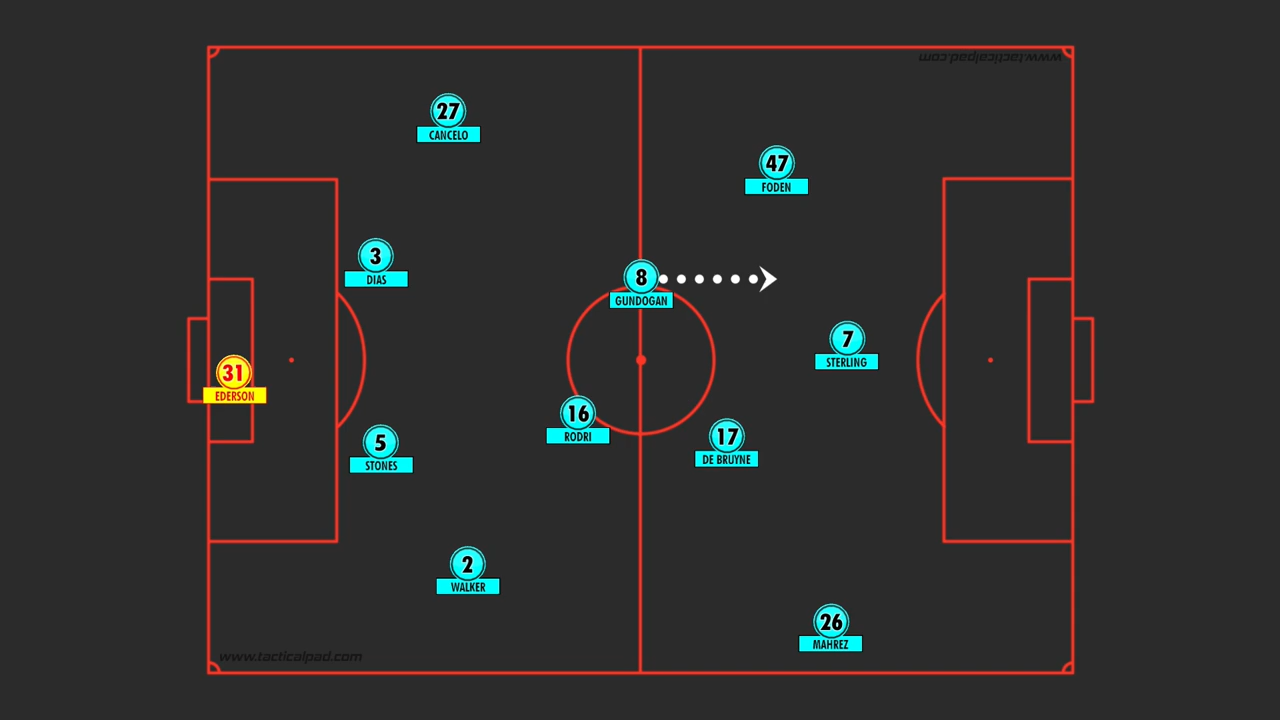 www.tacticalpad.com
27
CANCELO
47
FODEN
3
DIAS
8
GUNDOGAN
7
STERLING
31
EDERSON
16
RODRI
17
DE BRUYNE
5
STONES
2
WALKER
26
MAHREZ
www.tacticalpad.com